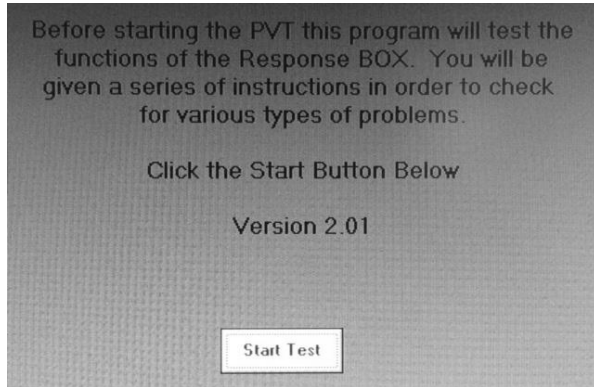 Before starting the PVT this program will test the
functions of the Response BOX. You will be
given a series of instructions in order to check
for various types of problems.
Click the Start Button Below
Version 2.01
Start Test